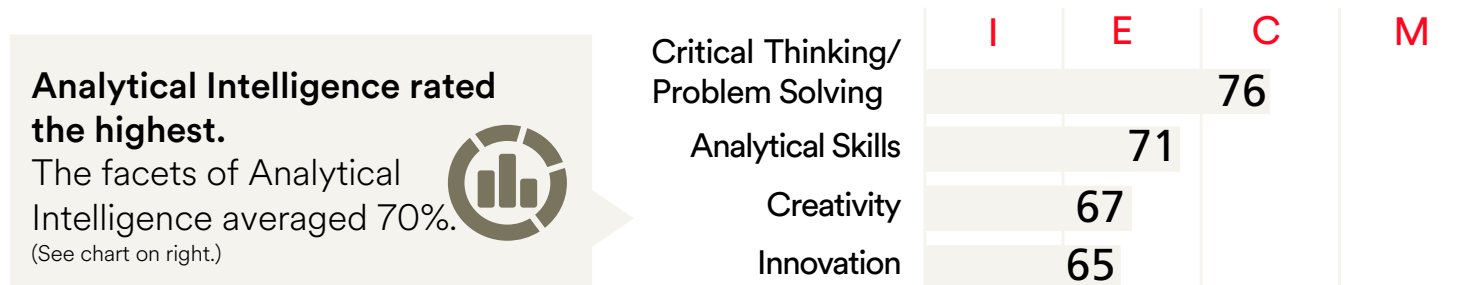 Analytical Intelligence rated
the highest.
The facets of Analytical
Intelligence averaged 70%.
(See chart on right.)
I E C M
Critical Thinking/
Problem Solving 76
Analytical Skills 71
Creativity 67
Innovation 65